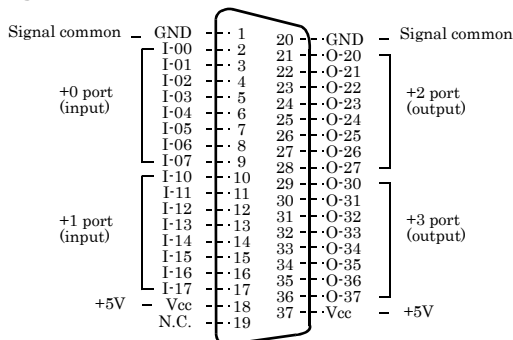 Signal common GND 1
I-00 2
I-01 3
I-02 4
I-03 5
I-04 6
I-05 7
I-06 8
I-07 9
+0 port
(input)
I-10 10
I-11 11
I-12 12
I-13 13
I-14 14
I-15 15
I-16 16
I-17 17
+1 port
(input)
+5V Vcc 18
N.C. 19
20 GND Signal common
21 O-20
22 O-21
23 O-22
24 O-23
25 O-24
26 O-25
27 O-26
28 O-27
+2 port
(output)
29 O-30
30 O-31
31 O-32
32 O-33
33 O-34
34 O-35
35 O-36
36 O-37
+3 port
(output)
37 Vcc +5V